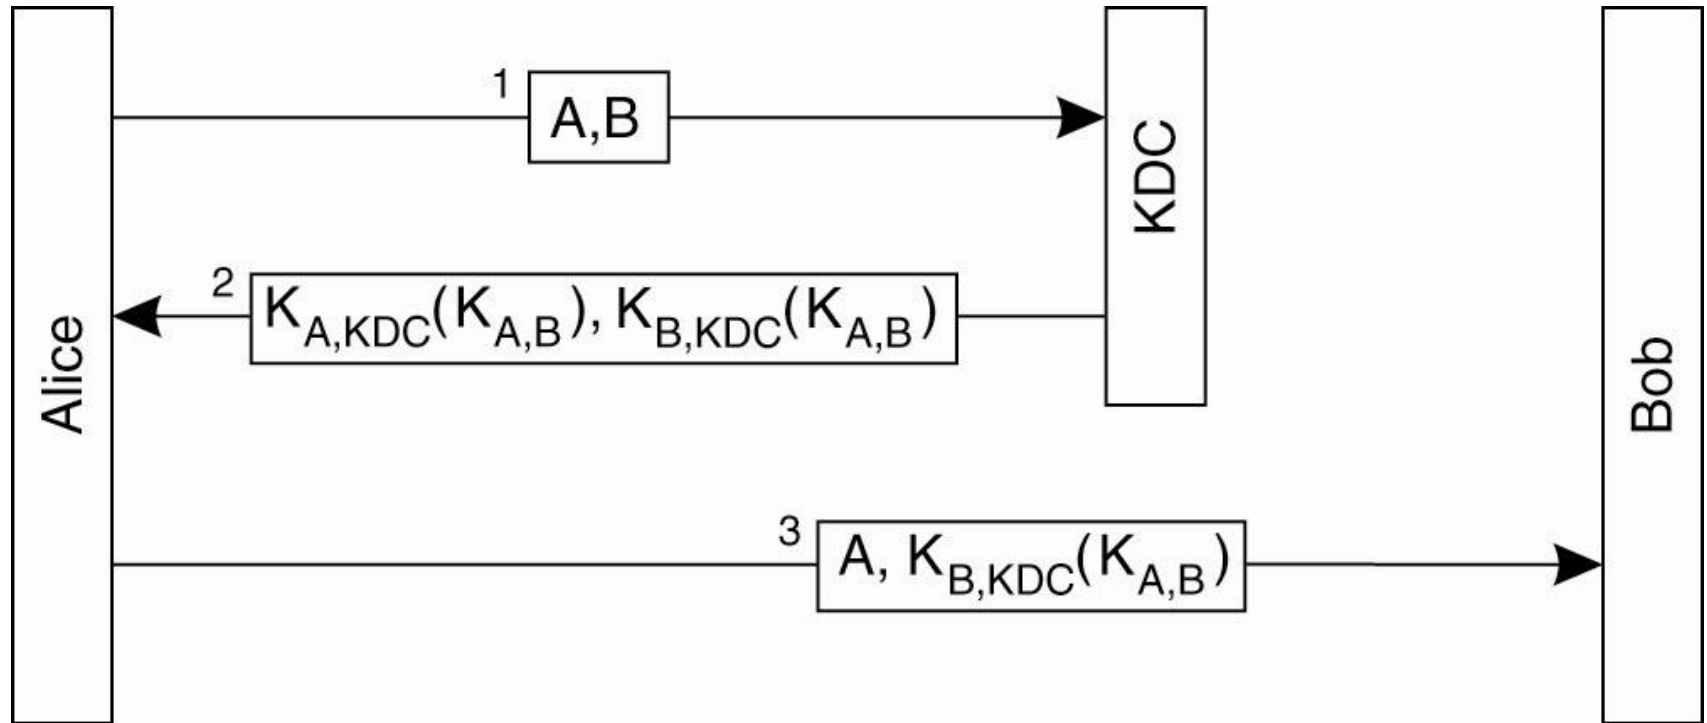 1
A,B
KDC
2
K_A,KDC(K_A,B), K_B,KDC(K_A,B)
Alice
Bob
3
A, K_B,KDC(K_A,B)